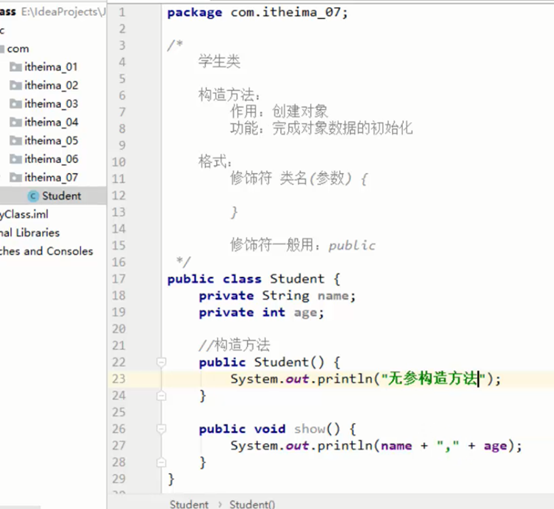 ass E:\IdeaProjects\J
c
com
itheima_01
itheima_02
itheima_03
itheima_04
itheima_05
itheima_06
itheima_07
Student
yClass.iml
nal Libraries
tches and Consoles
1 package com.itheima_07;
2
3 /*
4 学生类
5
6 构造方法:
7 作用: 创建对象
8 功能: 完成对象数据的初始化
9
10 格式:
11 修饰符 类名(参数) {
12
13 }
14
15 修饰符一般用: public
16 */
17 public class Student {
18 private String name;
19 private int age;
20
21 //构造方法
22 public Student() {
23 System.out.println("无参构造方法");
24 }
25
26 public void show() {
27 System.out.println(name + "," + age);
28 }
29 }
Student › Student()